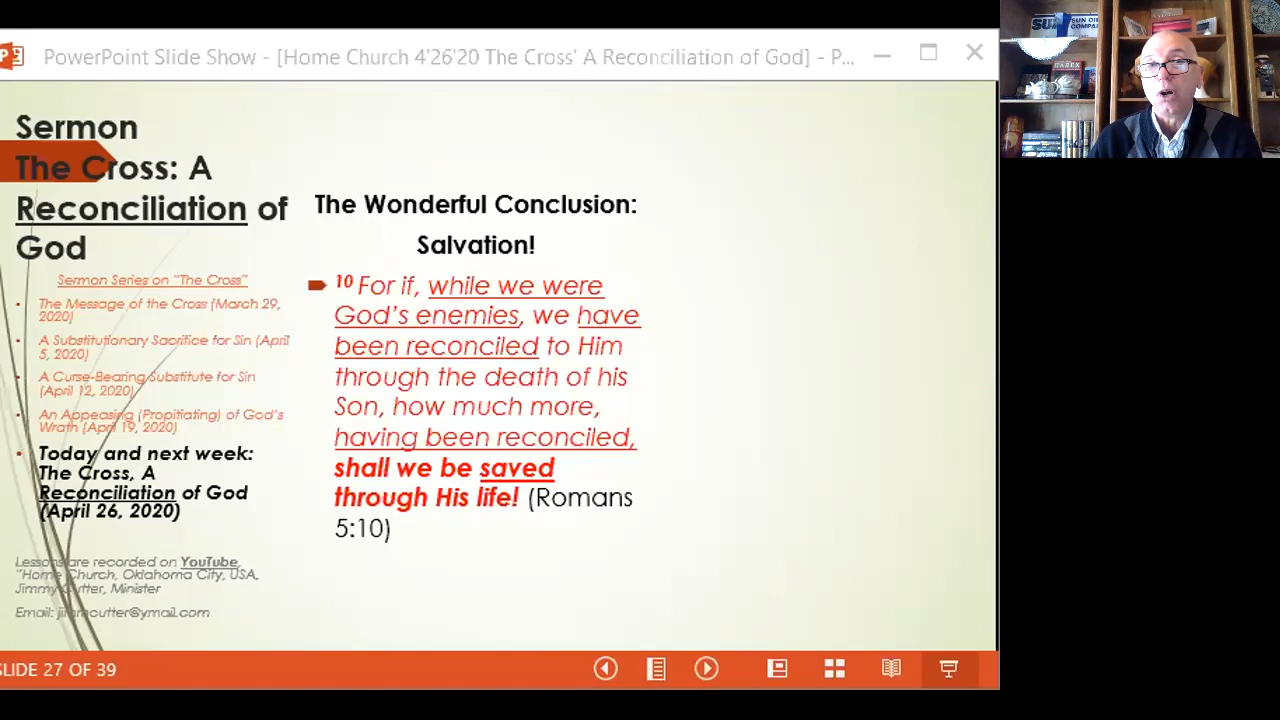 PowerPoint Slide Show - [Home Church 4'26'20 The Cross' A Reconciliation of God] - P...
Sermon
The Cross: A
Reconciliation of
God
Sermon Series on "The Cross"
• The Message of the Cross (March 29,
2020)
• A Substitutionary Sacrifice for Sin (April
5, 2020)
• A Curse-Bearing Substitute for Sin
(April 12, 2020)
• An Appeasing (Propitiating) of God's
Wrath (April 19, 2020)
• Today and next week:
The Cross, A
Reconciliation of God
(April 26, 2020)
Lessons are recorded on YouTube,
"Home Church, Oklahoma City, USA,
Jimmy Cutter, Minister
Email:
The Wonderful Conclusion:
Salvation!
10 For if, while we were
God's enemies, we have
been reconciled to Him
through the death of his
Son, how much more,
having been reconciled,
shall we be saved
through His life! (Romans
5:10)
SLIDE 27 OF 39
SUN OIL
COMPANY